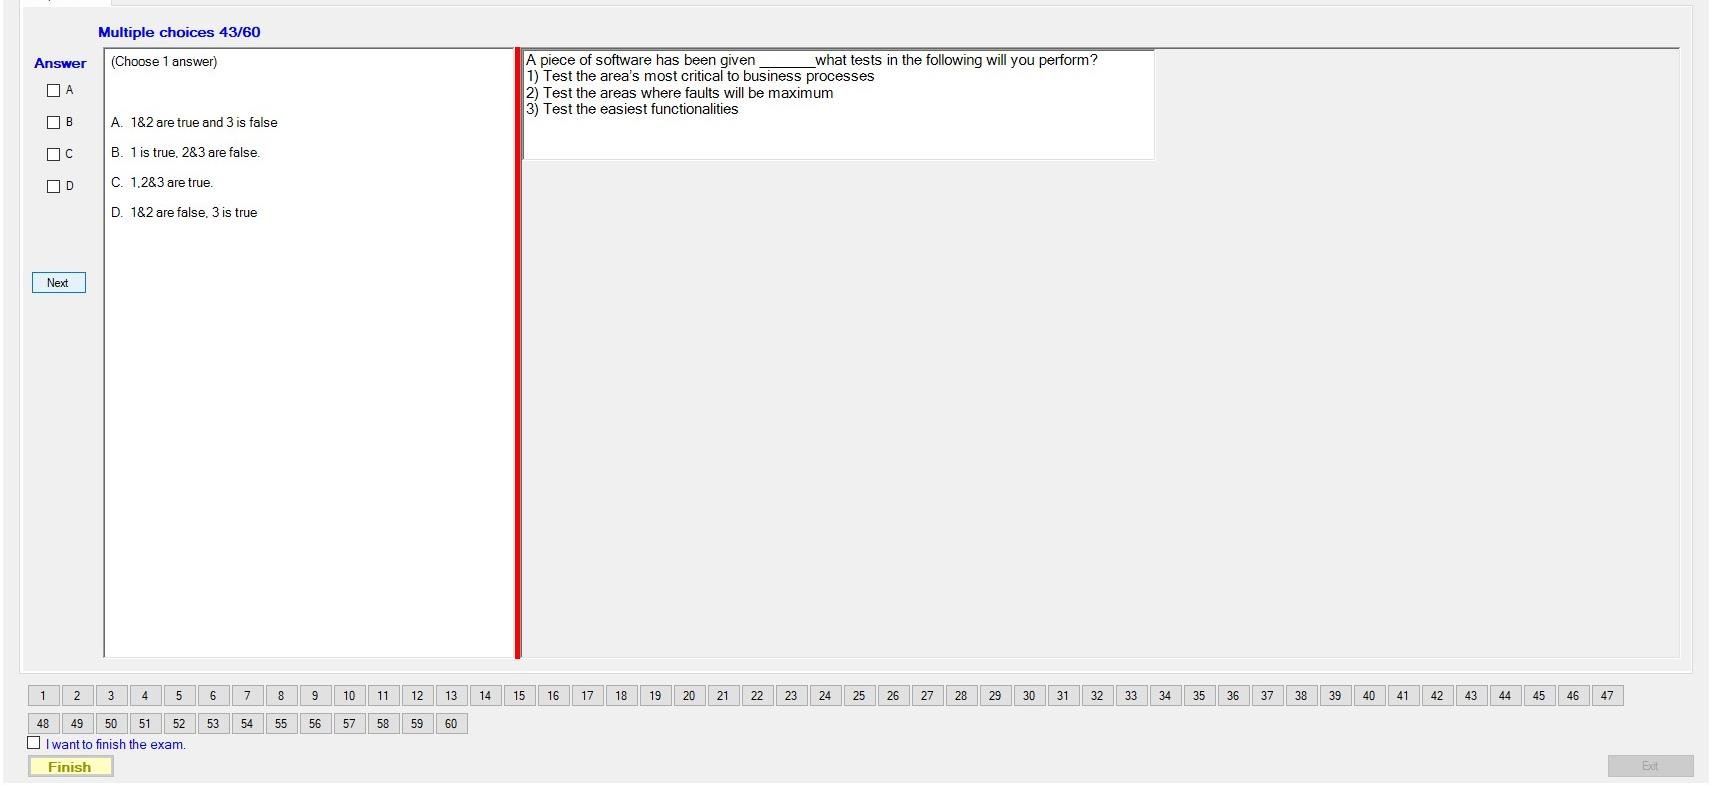 Multiple choices 43/60
Answer
A
B
C
D
Next
(Choose 1 answer)
A. 1&2 are true and 3 is false
B. 1 is true, 2&3 are false.
C. 1,2&3 are true.
D. 1&2 are false, 3 is true
A piece of software has been given _______what tests in the following will you perform?
1) Test the area's most critical to business processes
2) Test the areas where faults will be maximum
3) Test the easiest functionalities
1 2 3 4 5 6 7 8 9 10 11 12 13 14 15 16 17 18 19 20 21 22 23 24 25 26 27 28 29 30 31 32 33 34 35 36 37 38 39 40 41 42 43 44 45 46 47
48 49 50 51 52 53 54 55 56 57 58 59 60
I want to finish the exam.
Finish
Exit